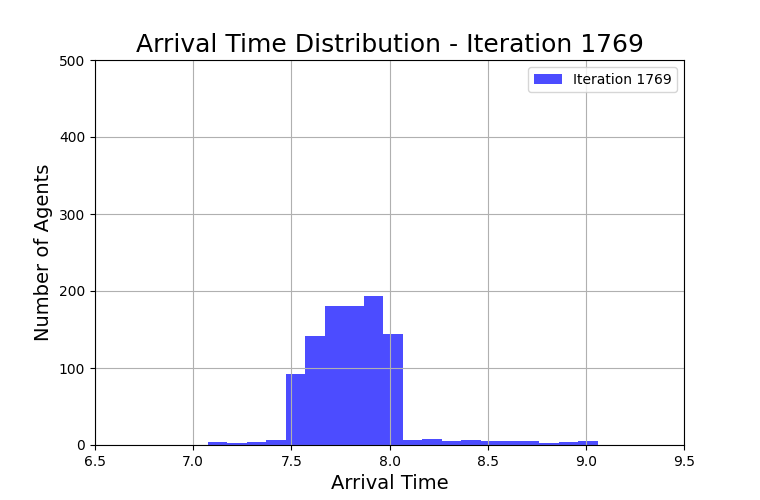 Arrival Time Distribution - Iteration 1769
Iteration 1769
Number of Agents
500
400
300
200
100
0
6.5 7.0 7.5 8.0 8.5 9.0 9.5
Arrival Time